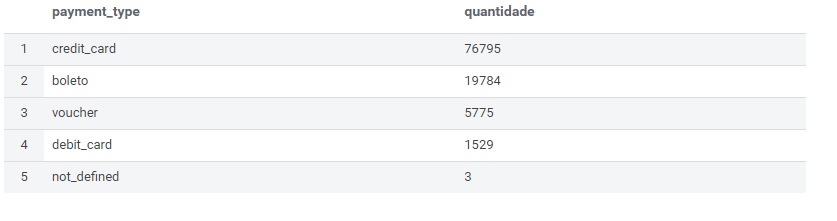 payment_type quantidade
1 credit_card 76795
2 boleto 19784
3 voucher 5775
4 debit_card 1529
5 not_defined 3